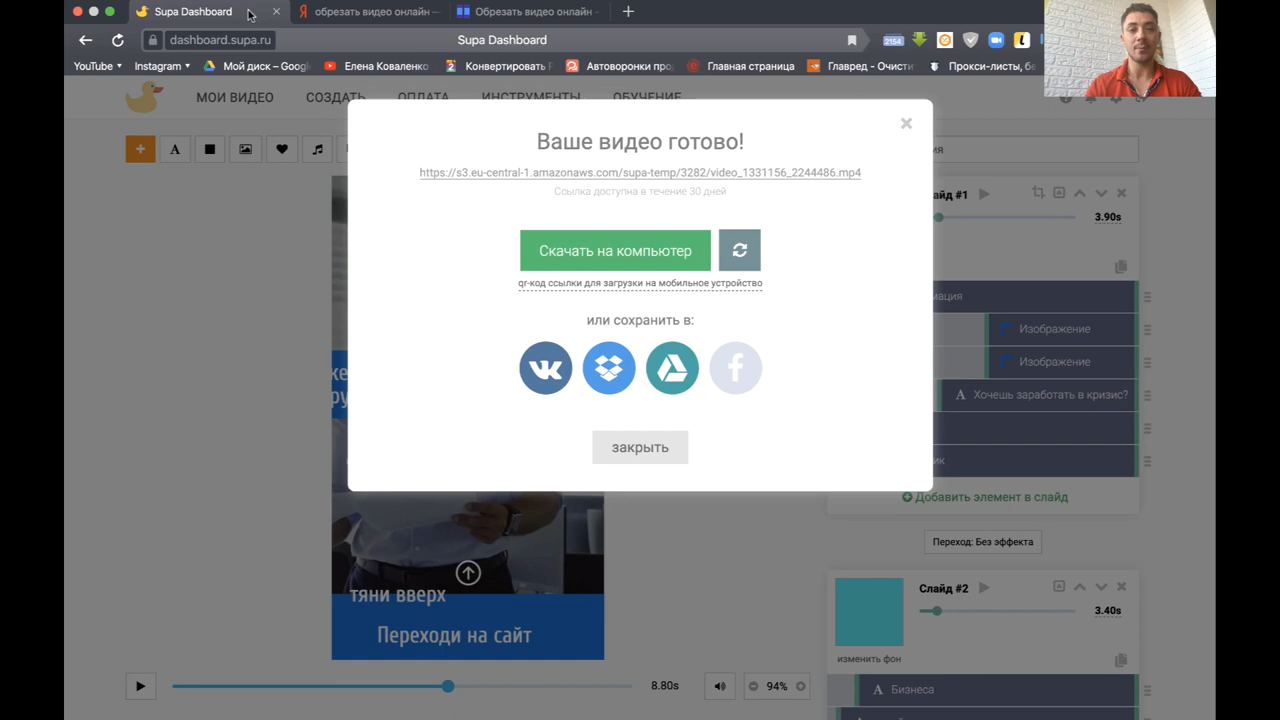 Supa Dashboard
обрезать видео онлайн —
Обрезать видео онлайн -
dashboard.supa.ru
Supa Dashboard
2154
YouTube
Instagram
Мой диск – Googl
Елена Коваленко
Конвертировать F
Автоворонки про
Главная страница
Главред - Очисти
Прокси-листы, бе
МОИ ВИДЕО
СОЗДАТЬ
ОПЛАТА
ИНСТРУМЕНТЫ
ОБУЧЕНИЕ
Ваше видео готово!
https://s3.eu-central-1.amazonaws.com/supa-temp/3282/video_1331156_2244486.mp4
Ссылка доступна в течение 30 дней
Скачать на компьютер
qr-код ссылки для загрузки на мобильное устройство
или сохранить в:
закрыть
тяни вверх
Переходи на сайт
8.80s
94%
ия
айд #1
3.90s
мация
Изображение
Изображение
Хочешь заработать в кризис?
ик
Добавить элемент в слайд
Переход: Без эффекта
Слайд #2
3.40s
изменить фон
Бизнеса